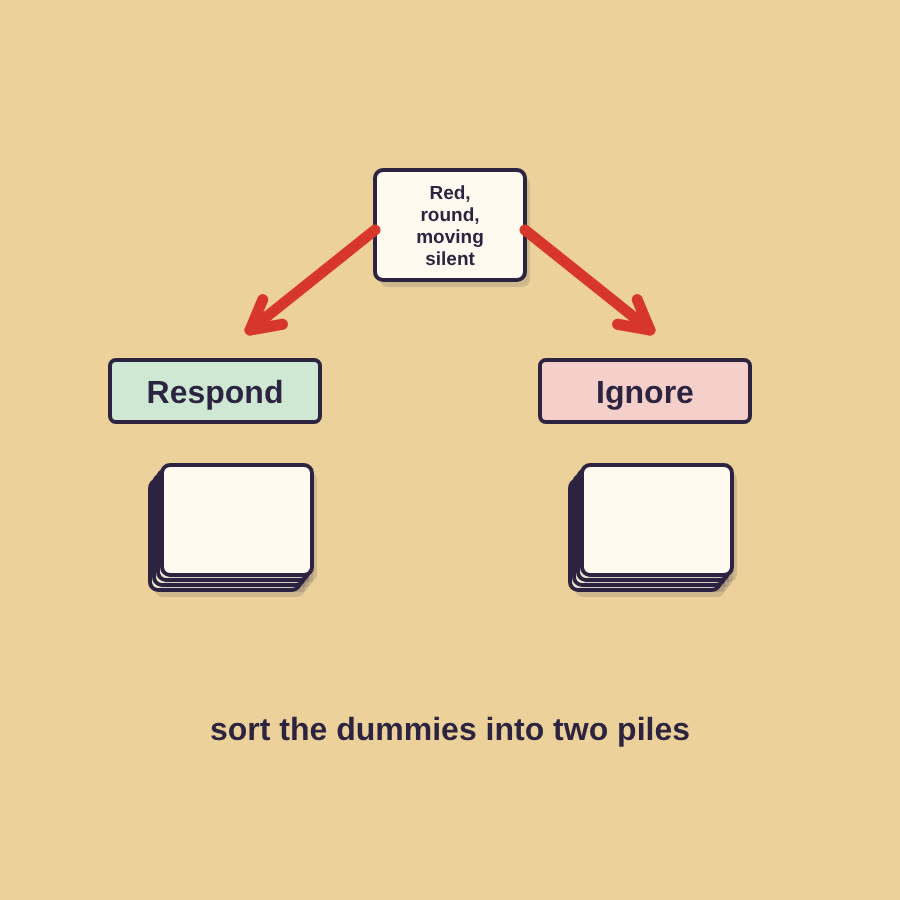 Red,
round,
moving
silent
Respond
Ignore
sort the dummies into two piles